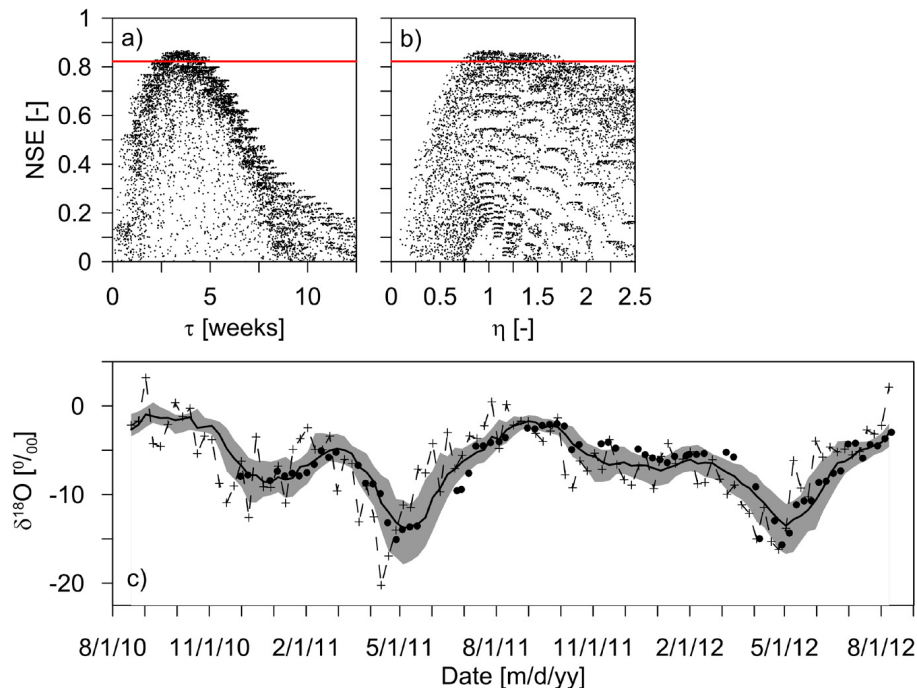 1
0.8
0.6
0.4
0.2
0
NSE [-]
a)
0 5 10
τ [weeks]
b)
0 0.5 1 1.5 2 2.5
η [-]
0
-10
-20
δ18O [0/00]
c)
8/1/10 11/1/10 2/1/11 5/1/11 8/1/11 11/1/11 2/1/12 5/1/12 8/1/12
Date [m/d/yy]